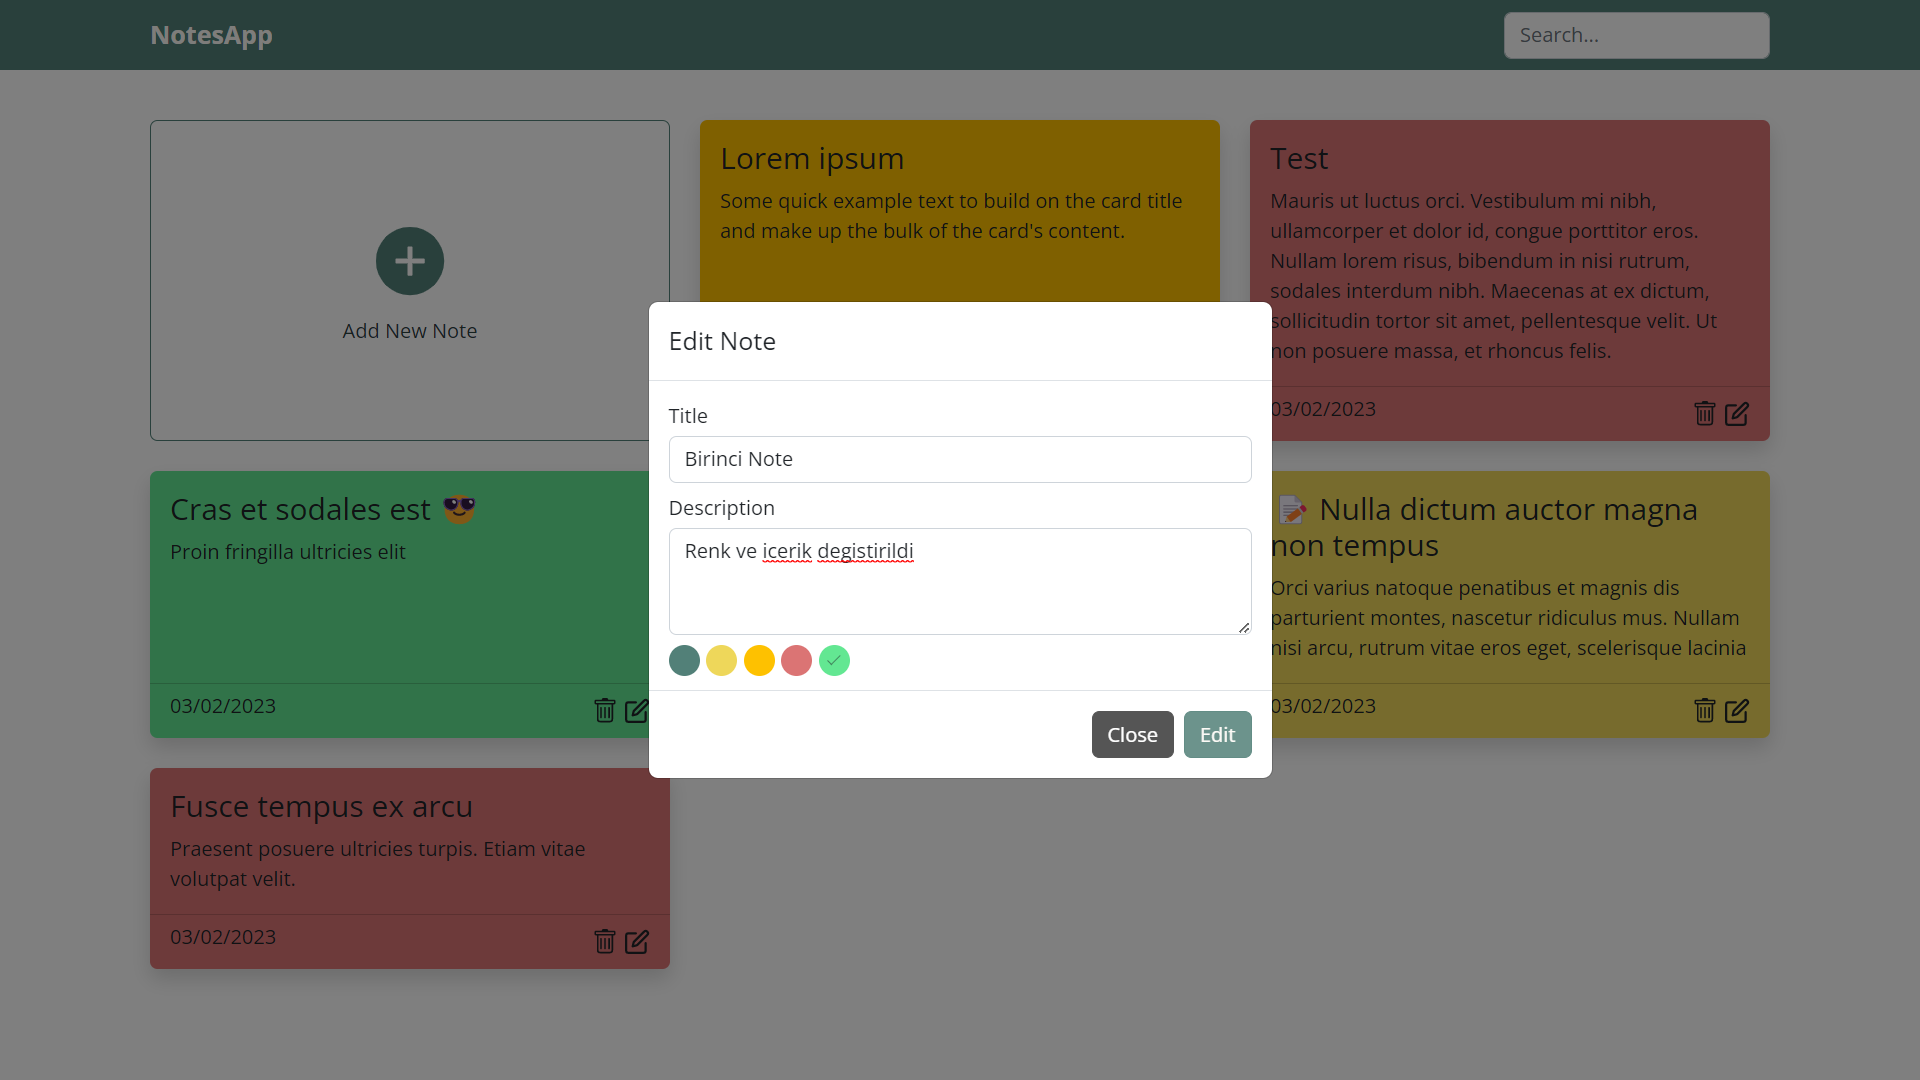 NotesApp
Search...
Add New Note
Lorem ipsum
Some quick example text to build on the card title
and make up the bulk of the card's content.
Test
Mauris ut luctus orci. Vestibulum mi nibh,
ullamcorper et dolor id, congue porttitor eros.
Nullam lorem risus, bibendum in nisi rutrum,
sodales interdum nibh. Maecenas at ex dictum,
sollicitudin tortor sit amet, pellentesque velit. Ut
non posuere massa, et rhoncus felis.
03/02/2023
Edit Note
Title
Birinci Note
Description
Renk ve icerik degistirildi
Close
Edit
Cras et sodales est 😎
Proin fringilla ultricies elit
03/02/2023
📝 Nulla dictum auctor magna
non tempus
Orci varius natoque penatibus et magnis dis
parturient montes, nascetur ridiculus mus. Nullam
nisi arcu, rutrum vitae eros eget, scelerisque lacinia
03/02/2023
Fusce tempus ex arcu
Praesent posuere ultricies turpis. Etiam vitae
volutpat velit.
03/02/2023